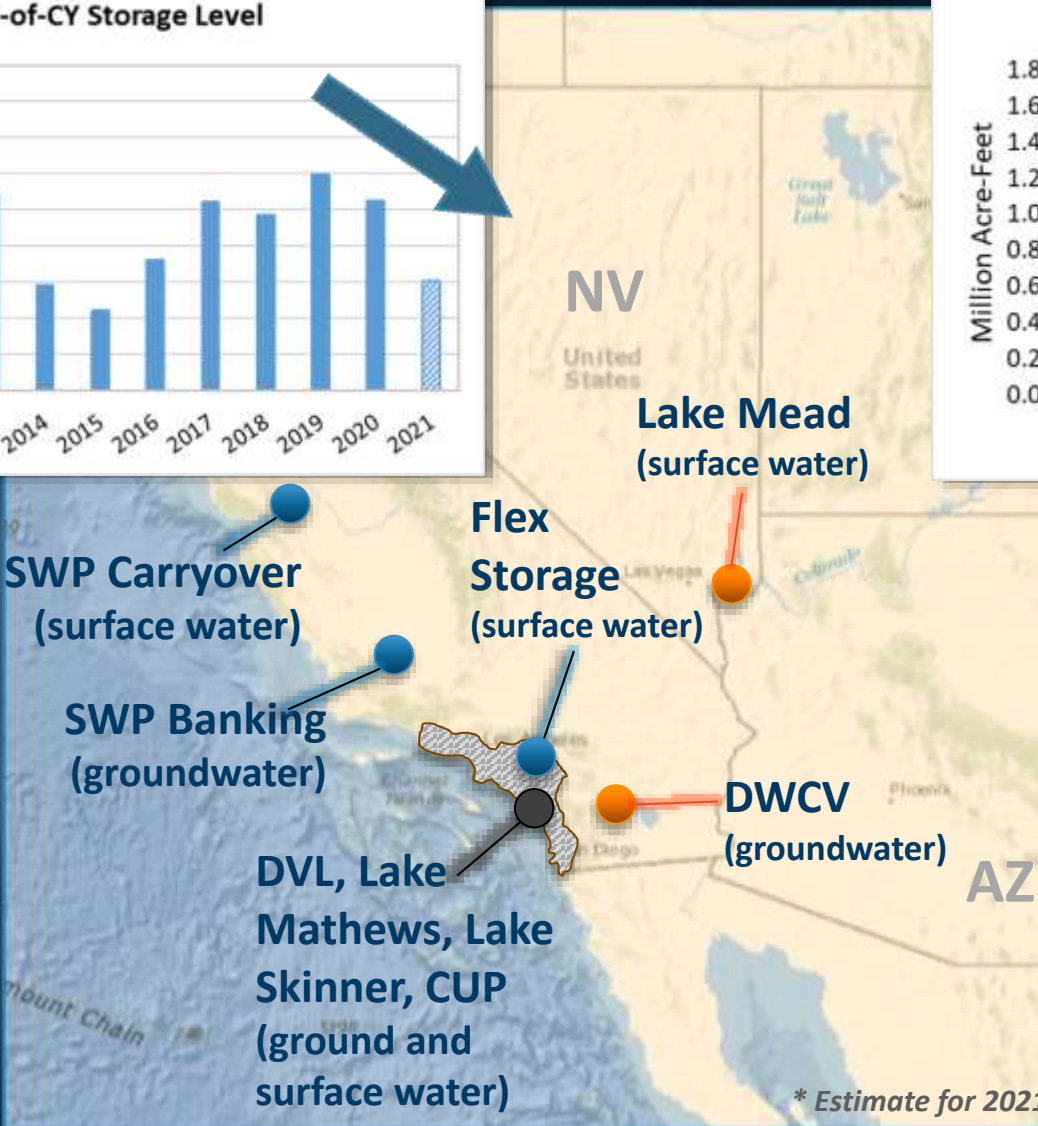 -of-CY Storage Level
2014 2015 2016 2017 2018 2019 2020 2021
Million Acre-Feet
1.8
1.6
1.4
1.2
1.0
0.8
0.6
0.4
0.2
0.0
Great
Salt
Lake
NV
United
States
Lake Mead
(surface water)
Flex
Storage
(surface water)
Las Vegas
Colorado
SWP Carryover
(surface water)
SWP Banking
(groundwater)
Channel
Islands
DWCV
(groundwater)
Phoenix
Diego
AZ
DVL, Lake
Mathews, Lake
Skinner, CUP
(ground and
surface water)
mount Chain
* Estimate for 2021